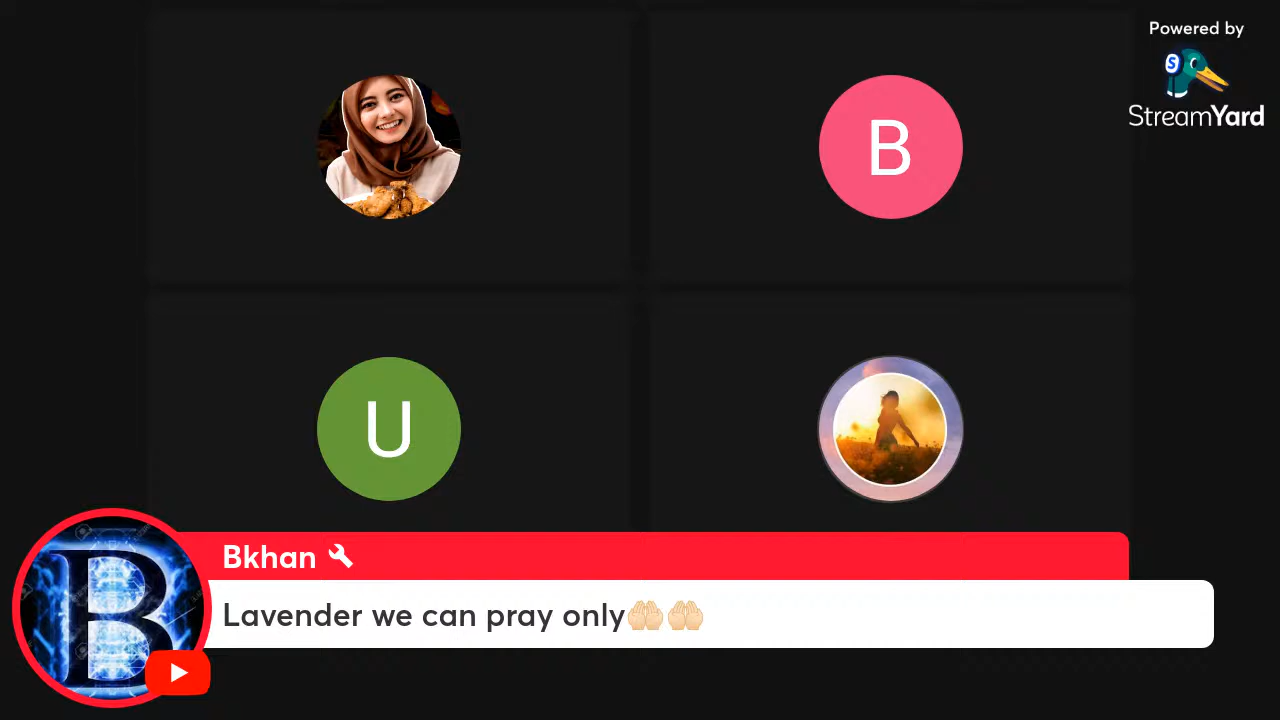 Powered by
S
StreamYard
B
U
Bkhan
B
Lavender we can pray only🤲🏻🤲🏻